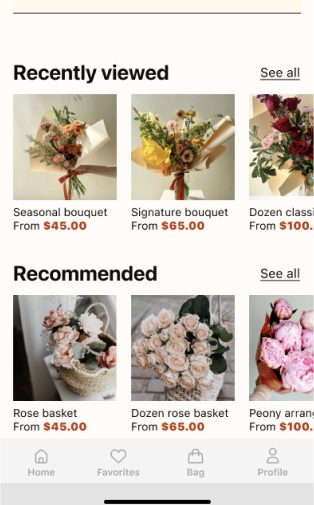 Recently viewed
See all
Seasonal bouquet
From $45.00
Signature bouquet
From $65.00
Dozen classi
From $100.
Recommended
See all
Rose basket
From $45.00
Dozen rose basket
From $65.00
Peony arran
From $100.
Home
Favorites
Bag
Profile